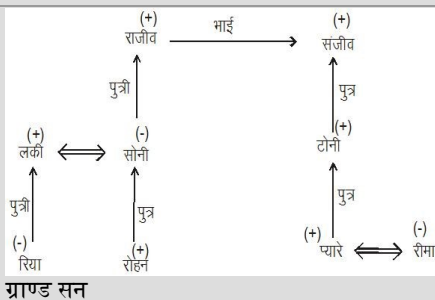 (+) भाई (+)
राजीव संजीव
पुत्री पुत्र
(+) (-) (+)
लकी सोनी टोनी
पुत्री पुत्र पुत्र
(-) (+) (+) (-)
रिया रोहन प्यारे रीमा
ग्राण्ड सन